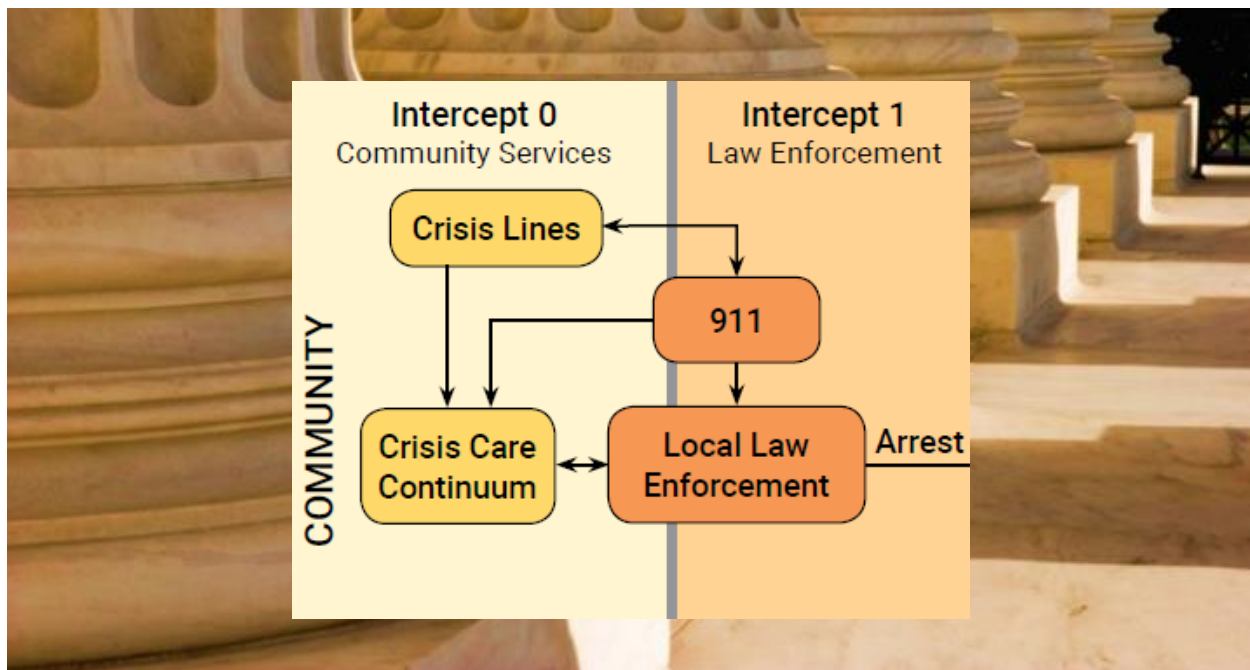 Intercept 0
Community Services
Intercept 1
Law Enforcement
Crisis Lines
911
COMMUNITY
Crisis Care
Continuum
Local Law
Enforcement
Arrest